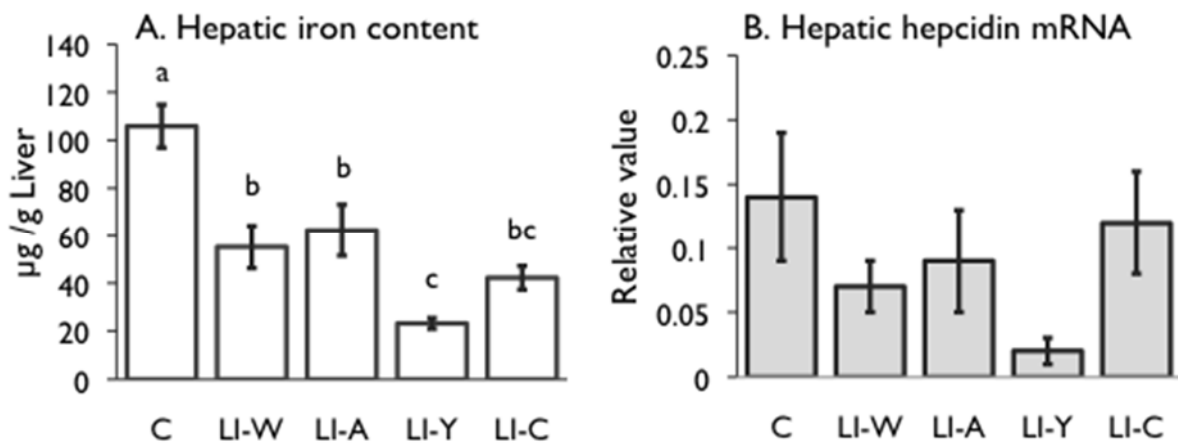 A. Hepatic iron content
140
120
100
80
60
40
20
0
µg /g Liver
a
b
b
c
bc
C LI-W LI-A LI-Y LI-C
B. Hepatic hepcidin mRNA
0.25
0.2
0.15
0.1
0.05
0
Relative value
C LI-W LI-A LI-Y LI-C